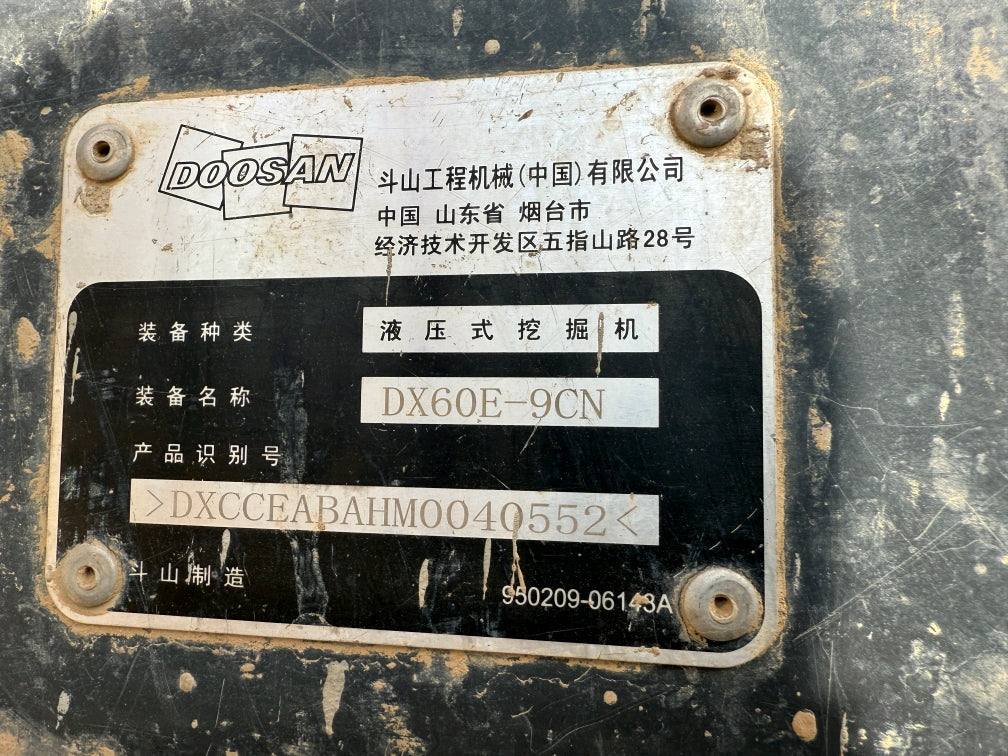 DOOSAN
斗山工程机械(中国)有限公司
中国 山东省 烟台市
经济技术开发区五指山路28号
装备种类 液压式挖掘机
装备名称 DX60E-9CN
产品识别号
>DXCCEABAHM0040552<
斗山制造
950209-06143A